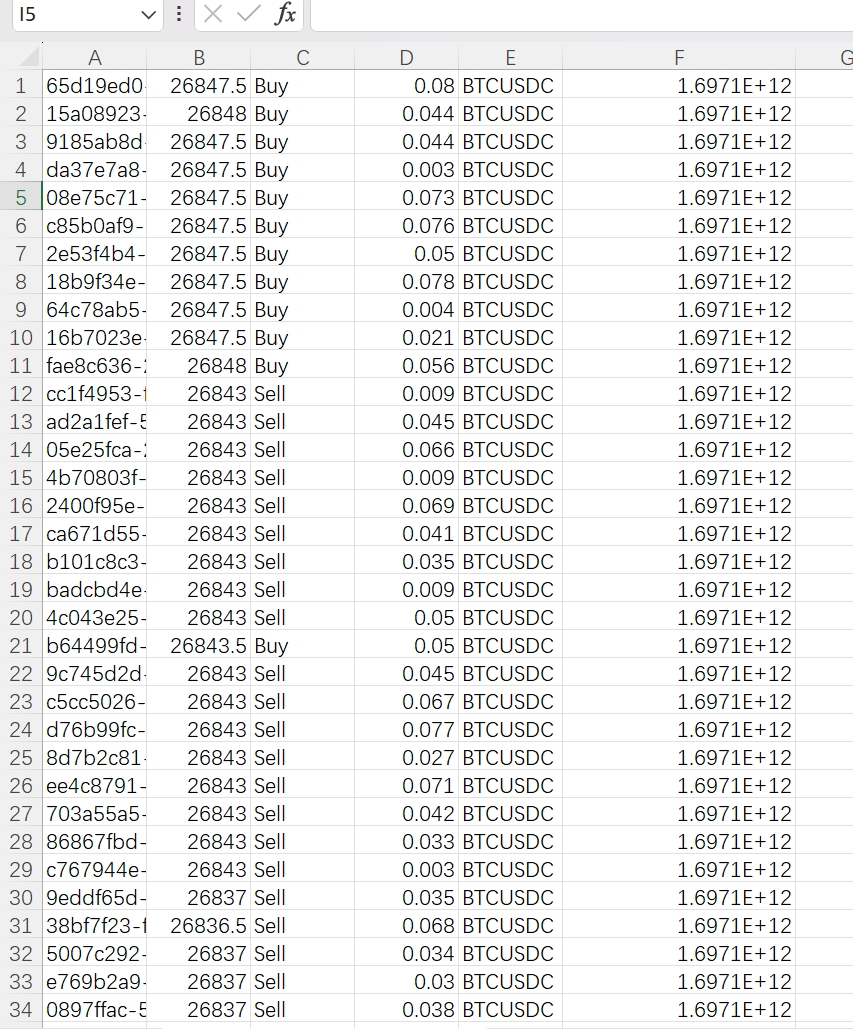 I5 fx
A B C D E F G
1 65d19ed0- 26847.5 Buy 0.08 BTCUSDC 1.6971E+12
2 15a08923- 26848 Buy 0.044 BTCUSDC 1.6971E+12
3 9185ab8d- 26847.5 Buy 0.044 BTCUSDC 1.6971E+12
4 da37e7a8- 26847.5 Buy 0.003 BTCUSDC 1.6971E+12
5 08e75c71- 26847.5 Buy 0.073 BTCUSDC 1.6971E+12
6 c85b0af9- 26847.5 Buy 0.076 BTCUSDC 1.6971E+12
7 2e53f4b4- 26847.5 Buy 0.05 BTCUSDC 1.6971E+12
8 18b9f34e- 26847.5 Buy 0.078 BTCUSDC 1.6971E+12
9 64c78ab5- 26847.5 Buy 0.004 BTCUSDC 1.6971E+12
10 16b7023e- 26847.5 Buy 0.021 BTCUSDC 1.6971E+12
11 fae8c636-2 26848 Buy 0.056 BTCUSDC 1.6971E+12
12 cc1f4953-f 26843 Sell 0.009 BTCUSDC 1.6971E+12
13 ad2a1fef-5 26843 Sell 0.045 BTCUSDC 1.6971E+12
14 05e25fca-2 26843 Sell 0.066 BTCUSDC 1.6971E+12
15 4b70803f- 26843 Sell 0.009 BTCUSDC 1.6971E+12
16 2400f95e- 26843 Sell 0.069 BTCUSDC 1.6971E+12
17 ca671d55- 26843 Sell 0.041 BTCUSDC 1.6971E+12
18 b101c8c3- 26843 Sell 0.035 BTCUSDC 1.6971E+12
19 badcbd4e- 26843 Sell 0.009 BTCUSDC 1.6971E+12
20 4c043e25- 26843 Sell 0.05 BTCUSDC 1.6971E+12
21 b64499fd- 26843.5 Buy 0.05 BTCUSDC 1.6971E+12
22 9c745d2d- 26843 Sell 0.045 BTCUSDC 1.6971E+12
23 c5cc5026- 26843 Sell 0.067 BTCUSDC 1.6971E+12
24 d76b99fc- 26843 Sell 0.077 BTCUSDC 1.6971E+12
25 8d7b2c81- 26843 Sell 0.027 BTCUSDC 1.6971E+12
26 ee4c8791- 26843 Sell 0.071 BTCUSDC 1.6971E+12
27 703a55a5- 26843 Sell 0.042 BTCUSDC 1.6971E+12
28 86867fbd- 26843 Sell 0.033 BTCUSDC 1.6971E+12
29 c767944e- 26843 Sell 0.003 BTCUSDC 1.6971E+12
30 9eddf65d- 26837 Sell 0.035 BTCUSDC 1.6971E+12
31 38bf7f23-f 26836.5 Sell 0.068 BTCUSDC 1.6971E+12
32 5007c292- 26837 Sell 0.034 BTCUSDC 1.6971E+12
33 e769b2a9- 26837 Sell 0.03 BTCUSDC 1.6971E+12
34 0897ffac-5 26837 Sell 0.038 BTCUSDC 1.6971E+12